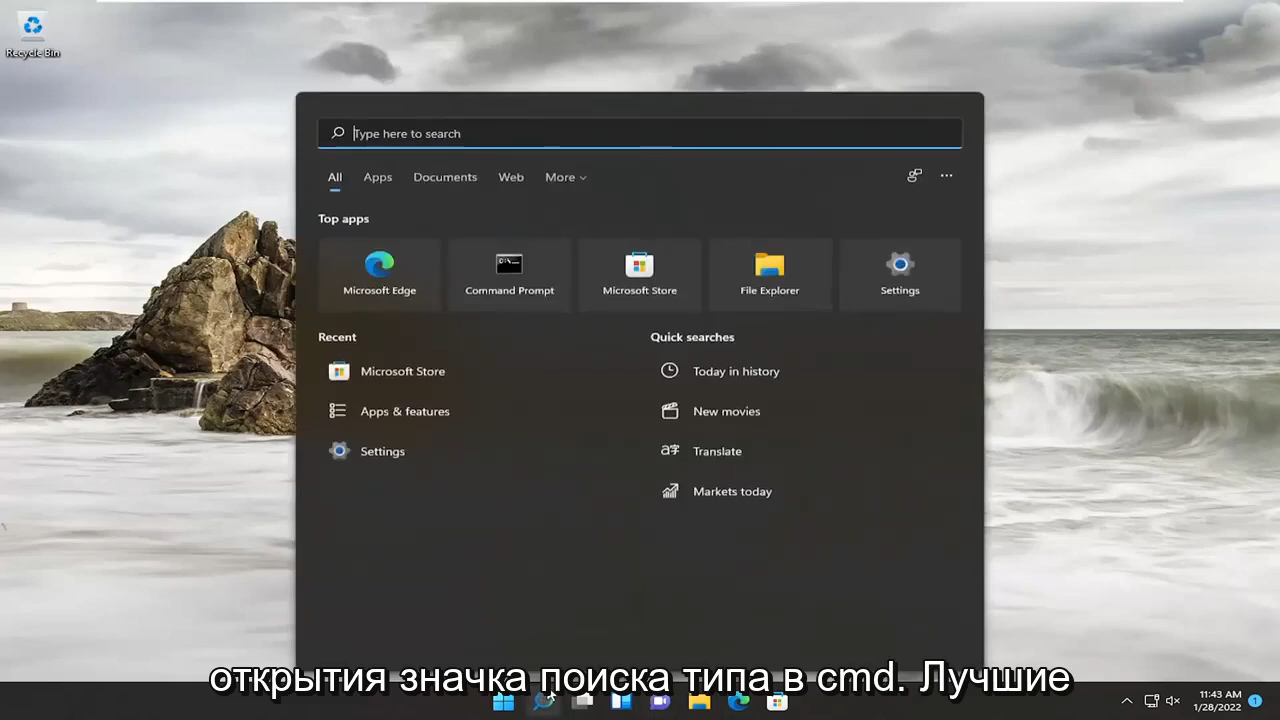 Recycle Bin
Type here to search
All Apps Documents Web More
Top apps
Microsoft Edge Command Prompt Microsoft Store File Explorer Settings
Recent Quick searches
Microsoft Store Today in history
Apps & features New movies
Settings Translate
Markets today
открытия значка поиска типа в cmd. Лучшие
11:43 AM
1/28/2022 1